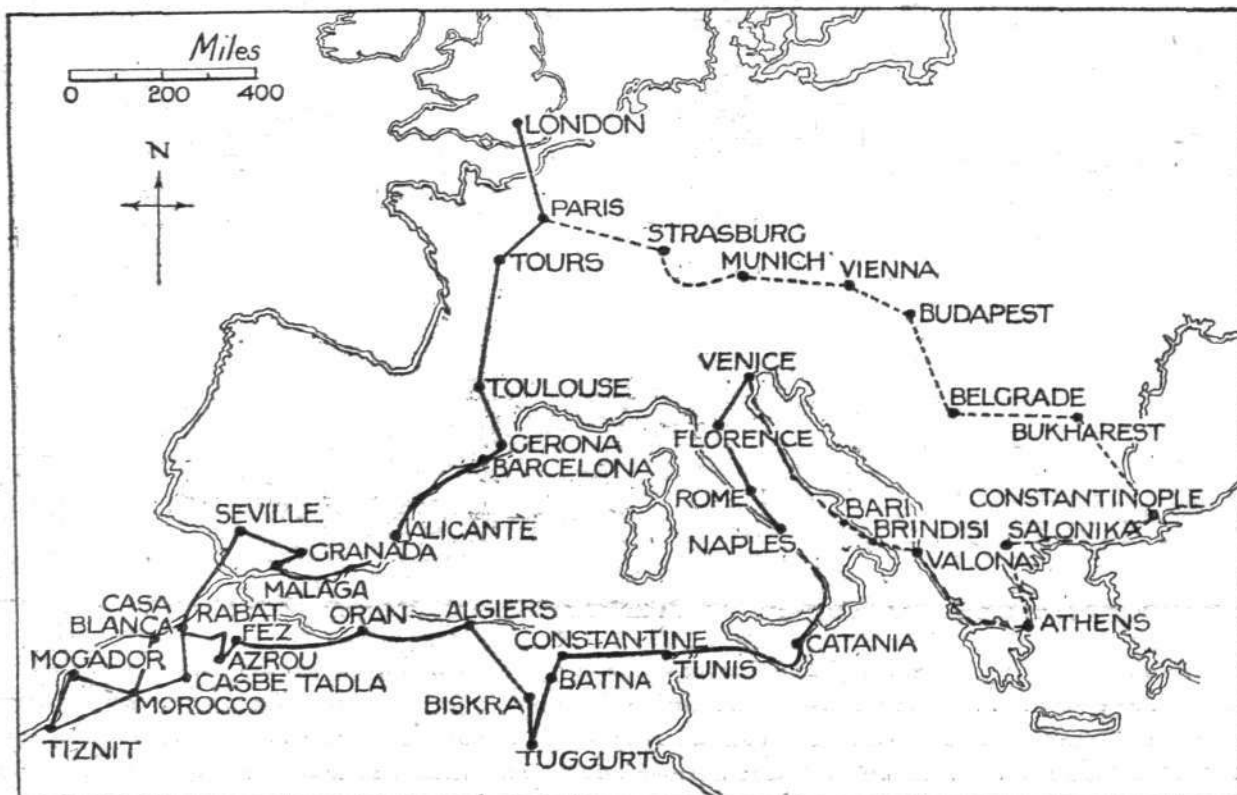 Miles
0 200 400
N
LONDON
PARIS
STRASBURG
TOURS
MUNICH
VIENNA
BUDAPEST
VENICE
TOULOUSE
BELGRADE
BUKHAREST
FLORENCE
GERONA
BARCELONA
ROME
CONSTANTINOPLE
BARI
SEVILLE
ALICANTE
BRINDISI
SALONIKA
NAPLES
GRANADA
VALONA
MALAGA
CASA
BLANCA
RABAT
ORAN
ALGIERS
FEZ
CONSTANTINE
CATANIA
ATHENS
MOGADOR
AZROU
TUNIS
CASBE TADLA
BATNA
MOROCCO
BISKRA
TIZNIT
TUGGURT